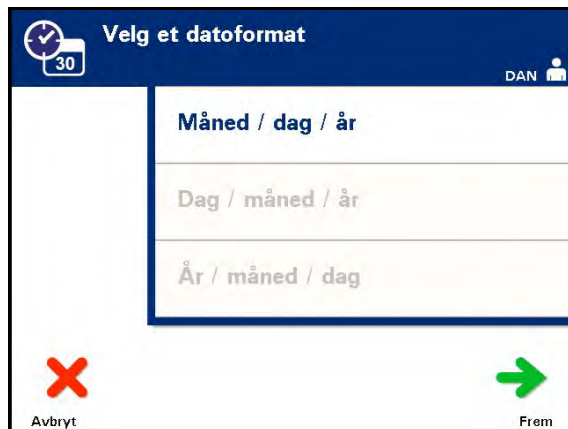 Velg et datoformat
30
DAN
Måned / dag / år
Dag / måned / år
År / måned / dag
Avbryt
Frem